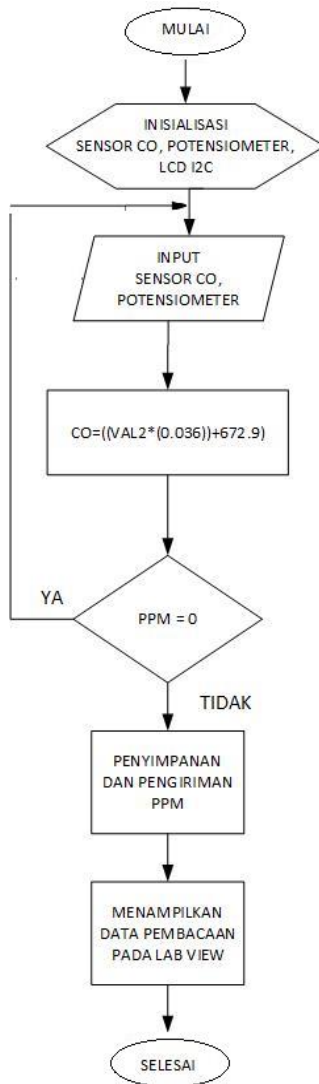 MULAI
INISIALISASI
SENSOR CO, POTENSIOMETER,
LCD I2C
INPUT
SENSOR CO,
POTENSIOMETER
CO=((VAL2*(0.036))+672.9)
YA
PPM = 0
TIDAK
PENYIMPANAN
DAN PENGIRIMAN
PPM
MENAMPILKAN
DATA PEMBACAAN
PADA LAB VIEW
SELESAI